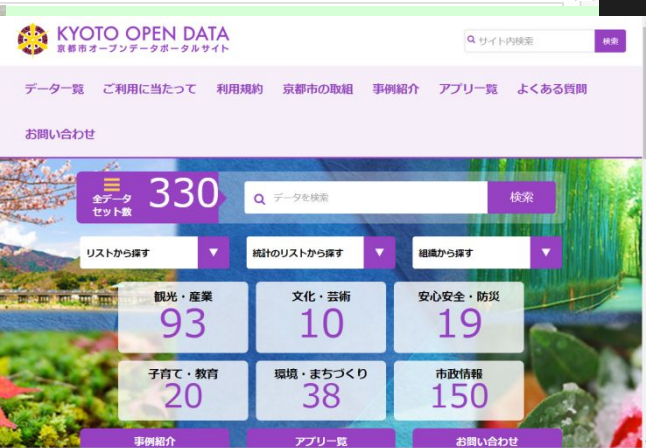 KYOTO OPEN DATA
京都市オープンデータポータルサイト
サイト内検索
検索
データ一覧 ご利用に当たって 利用規約 京都市の取組 事例紹介 アプリ一覧 よくある質問
お問い合わせ
全データ
セット数
330
データを検索
検索
リストから探す ▼ 統計のリストから探す ▼ 組織から探す ▼
観光・産業 文化・芸術 安心安全・防災
93 10 19
子育て・教育 環境・まちづくり 市政情報
20 38 150
事例紹介 アプリ一覧 お問い合わせ